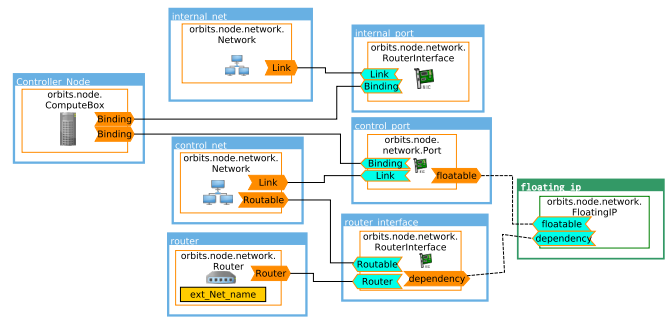 internal_net
orbits.node.network.
Network
Link
internal_port
orbits.node.network.
RouterInterface
Link
Binding
Controller_Node
orbits.node.
ComputeBox
Binding
Binding
control_port
orbits.node.
network.Port
Binding
Link
floatable
control_net
orbits.node.network.
Network
Link
Routable
floating_ip
orbits.node.network.
FloatingIP
floatable
dependency
router_interface
orbits.node.network.
RouterInterface
Routable
Router
dependency
router
orbits.node.network.
Router
Router
ext_Net_name